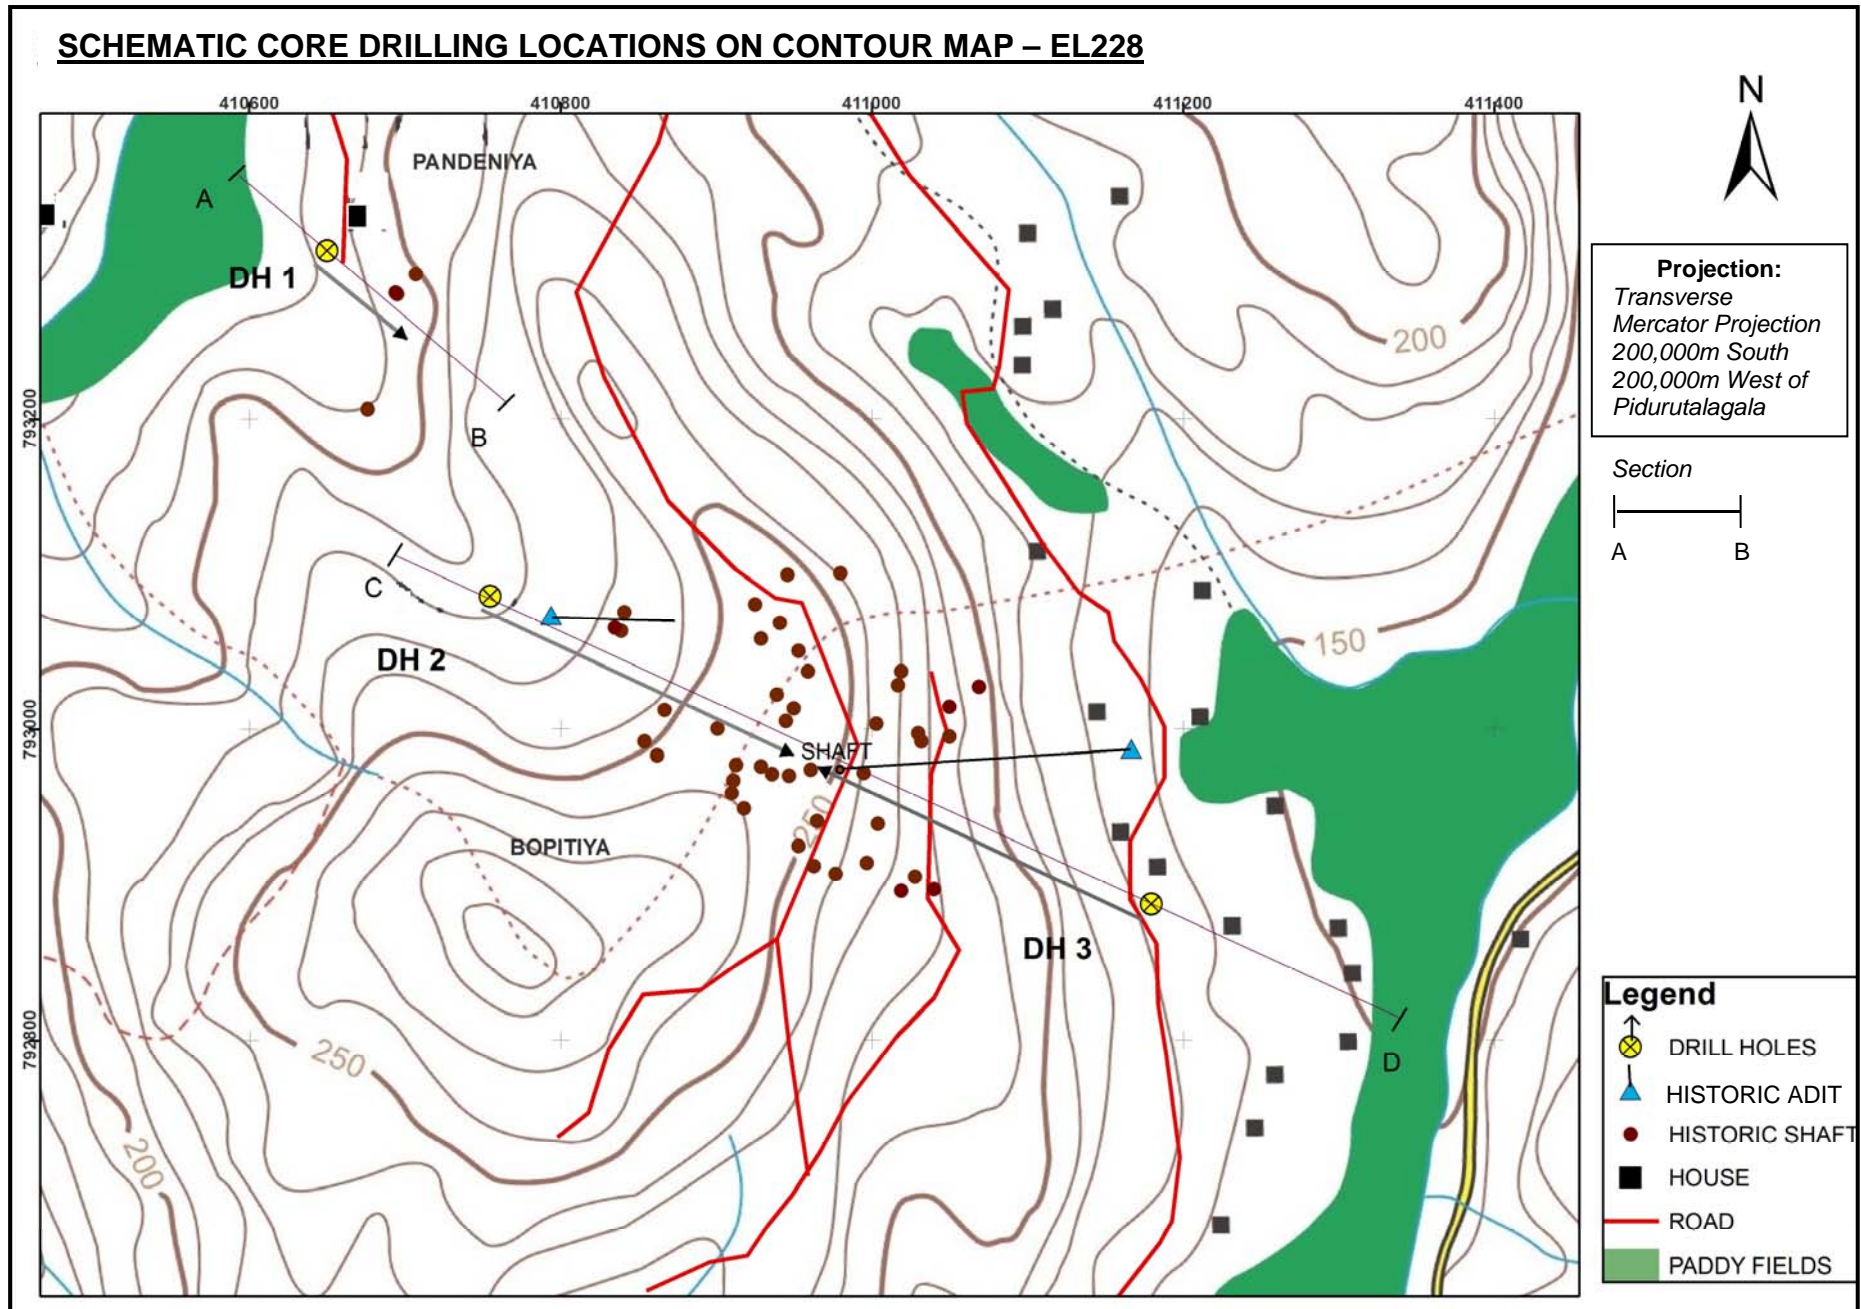 SCHEMATIC CORE DRILLING LOCATIONS ON CONTOUR MAP – EL228
410600 410800 411000 411200 411400
N
PANDENIYA
A
DH 1
B
793200
200
Projection:
Transverse
Mercator Projection
200,000m South
200,000m West of
Pidurutalagala
Section
A B
C
DH 2
150
793000
SHAFT
250
BOPITIYA
DH 3
792800
250
D
200
Legend
DRILL HOLES
HISTORIC ADIT
HISTORIC SHAFT
HOUSE
ROAD
PADDY FIELDS